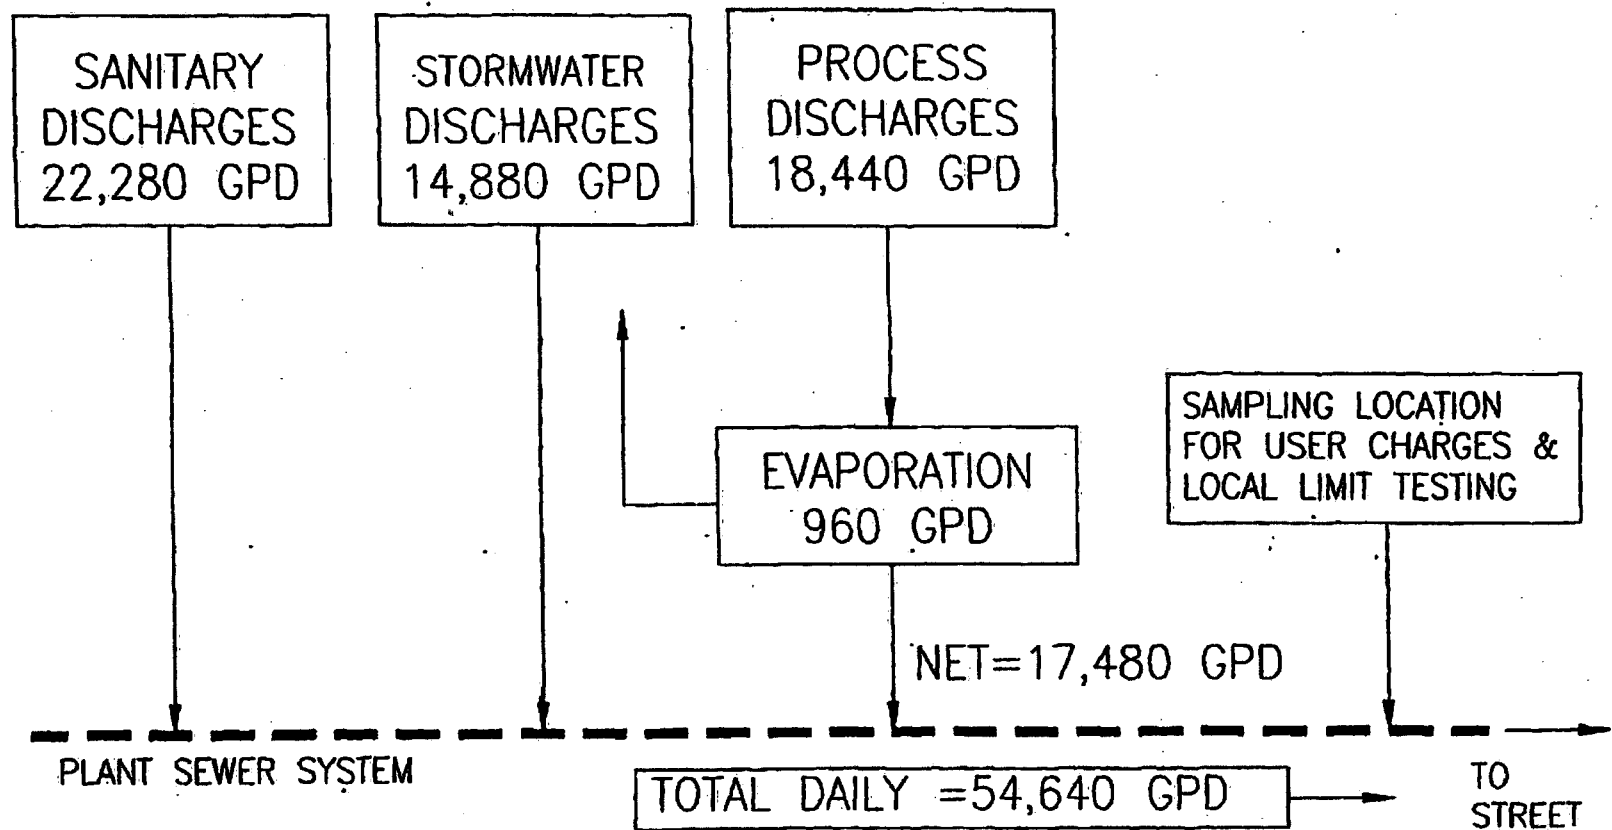 SANITARY
DISCHARGES
22,280 GPD
STORMWATER
DISCHARGES
14,880 GPD
PROCESS
DISCHARGES
18,440 GPD
SAMPLING LOCATION
FOR USER CHARGES &
LOCAL LIMIT TESTING
EVAPORATION
960 GPD
NET=17,480 GPD
PLANT SEWER SYSTEM
TOTAL DAILY =54,640 GPD
TO
STREET